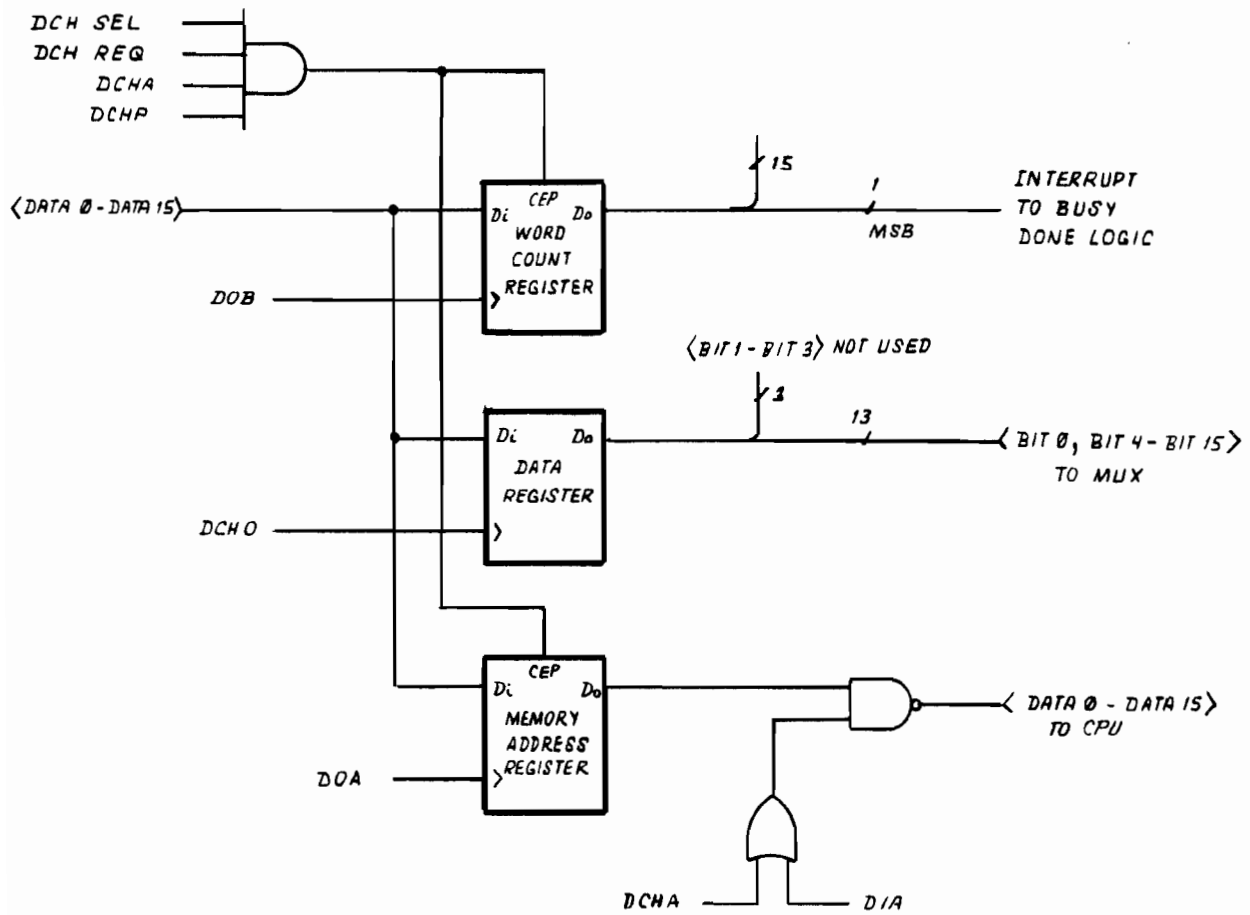 DCH SEL
DCH REQ
DCHA
DCHP
15
1
INTERRUPT
TO BUSY
DONE LOGIC
MSB
<DATA 0 - DATA 15>
CEP
Di
Do
WORD
COUNT
REGISTER
DOB
<BIT 1 - BIT 3> NOT USED
3
13
Di
Do
<BIT 0, BIT 4 - BIT 15>
TO MUX
DATA
REGISTER
DCHO
CEP
Di
Do
<DATA 0 - DATA 15>
TO CPU
MEMORY
ADDRESS
REGISTER
DOA
DCHA
DIA